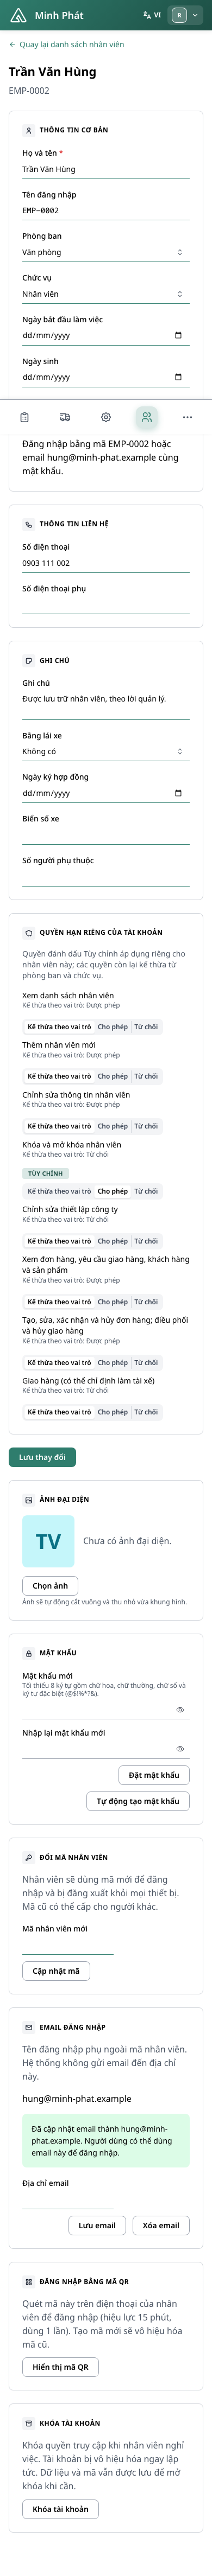 Minh Phát
VI
R
Quay lại danh sách nhân viên
Trần Văn Hùng
EMP-0002
THÔNG TIN CƠ BẢN
Họ và tên *
Trần Văn Hùng
Tên đăng nhập
EMP-0002
Phòng ban
Văn phòng
Chức vụ
Nhân viên
Ngày bắt đầu làm việc
dd/mm/yyyy
Ngày sinh
dd/mm/yyyy
Đăng nhập bằng mã EMP-0002 hoặc
email hung@minh-phat.example cùng
mật khẩu.
THÔNG TIN LIÊN HỆ
Số điện thoại
0903 111 002
Số điện thoại phụ
GHI CHÚ
Ghi chú
Được lưu trữ nhân viên, theo lời quản lý.
Bằng lái xe
Không có
Ngày ký hợp đồng
dd/mm/yyyy
Biển số xe
Số người phụ thuộc
QUYỀN HẠN RIÊNG CỦA TÀI KHOẢN
Quyền đánh dấu Tùy chỉnh áp dụng riêng cho
nhân viên này; các quyền còn lại kế thừa từ
phòng ban và chức vụ.
Xem danh sách nhân viên
Kế thừa theo vai trò: Được phép
Kế thừa theo vai trò Cho phép Từ chối
Thêm nhân viên mới
Kế thừa theo vai trò: Được phép
Kế thừa theo vai trò Cho phép Từ chối
Chỉnh sửa thông tin nhân viên
Kế thừa theo vai trò: Được phép
Kế thừa theo vai trò Cho phép Từ chối
Khóa và mở khóa nhân viên
Kế thừa theo vai trò: Từ chối
TÙY CHỈNH
Kế thừa theo vai trò Cho phép Từ chối
Chỉnh sửa thiết lập công ty
Kế thừa theo vai trò: Từ chối
Kế thừa theo vai trò Cho phép Từ chối
Xem đơn hàng, yêu cầu giao hàng, khách hàng
và sản phẩm
Kế thừa theo vai trò: Được phép
Kế thừa theo vai trò Cho phép Từ chối
Tạo, sửa, xác nhận và hủy đơn hàng; điều phối
và hủy giao hàng
Kế thừa theo vai trò: Được phép
Kế thừa theo vai trò Cho phép Từ chối
Giao hàng (có thể chỉ định làm tài xế)
Kế thừa theo vai trò: Từ chối
Kế thừa theo vai trò Cho phép Từ chối
Lưu thay đổi
ẢNH ĐẠI DIỆN
TV
Chưa có ảnh đại diện.
Chọn ảnh
Ảnh sẽ tự động cắt vuông và thu nhỏ vừa khung hình.
MẬT KHẨU
Mật khẩu mới
Tối thiểu 8 ký tự gồm chữ hoa, chữ thường, chữ số và
ký tự đặc biệt (@$!%*?&).
Nhập lại mật khẩu mới
Đặt mật khẩu
Tự động tạo mật khẩu
ĐỔI MÃ NHÂN VIÊN
Nhân viên sẽ dùng mã mới để đăng
nhập và bị đăng xuất khỏi mọi thiết bị.
Mã cũ có thể cấp cho người khác.
Mã nhân viên mới
Cập nhật mã
EMAIL ĐĂNG NHẬP
Tên đăng nhập phụ ngoài mã nhân viên.
Hệ thống không gửi email đến địa chỉ
này.
hung@minh-phat.example
Đã cập nhật email thành hung@minh-
phat.example. Người dùng có thể dùng
email này để đăng nhập.
Địa chỉ email
Lưu email
Xóa email
ĐĂNG NHẬP BẰNG MÃ QR
Quét mã này trên điện thoại của nhân
viên để đăng nhập (hiệu lực 15 phút,
dùng 1 lần). Tạo mã mới sẽ vô hiệu hóa
mã cũ.
Hiển thị mã QR
KHÓA TÀI KHOẢN
Khóa quyền truy cập khi nhân viên nghỉ
việc. Tài khoản bị vô hiệu hóa ngay lập
tức. Dữ liệu và mã vẫn được lưu để mở
khóa khi cần.
Khóa tài khoản